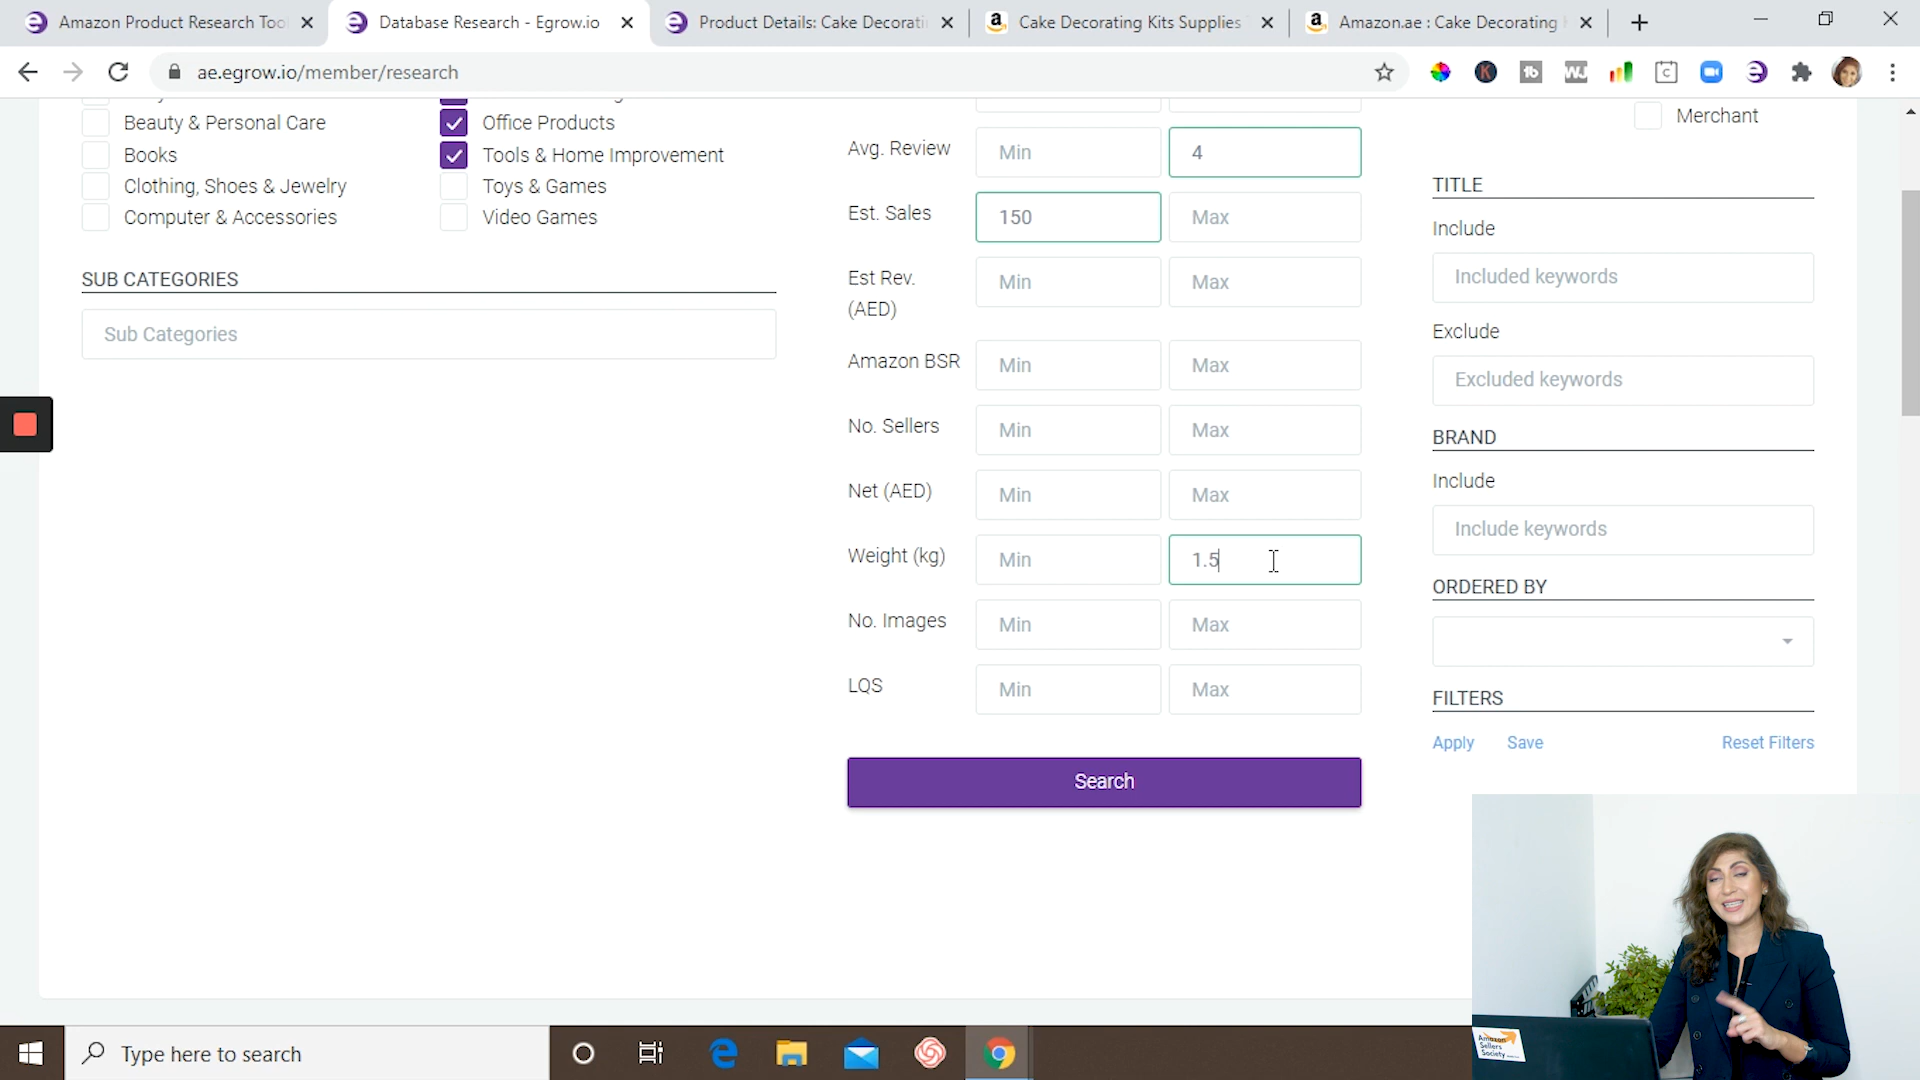 Amazon Product Research Too
Database Research - Egrow.io
Product Details: Cake Decorati
Cake Decorating Kits Supplies
Amazon.ae : Cake Decorating
ae.egrow.io/member/research
Beauty & Personal Care
Books
Clothing, Shoes & Jewelry
Computer & Accessories
Office Products
Tools & Home Improvement
Toys & Games
Video Games
SUB CATEGORIES
Sub Categories
Avg. Review Min 4
Est. Sales 150 Max
Est Rev. (AED) Min Max
Amazon BSR Min Max
No. Sellers Min Max
Net (AED) Min Max
Weight (kg) Min 1.5
No. Images Min Max
LQS Min Max
Search
Merchant
TITLE
Include
Included keywords
Exclude
Excluded keywords
BRAND
Include
Include keywords
ORDERED BY
FILTERS
Apply Save Reset Filters
Amazon
Sellers
Society
Type here to search